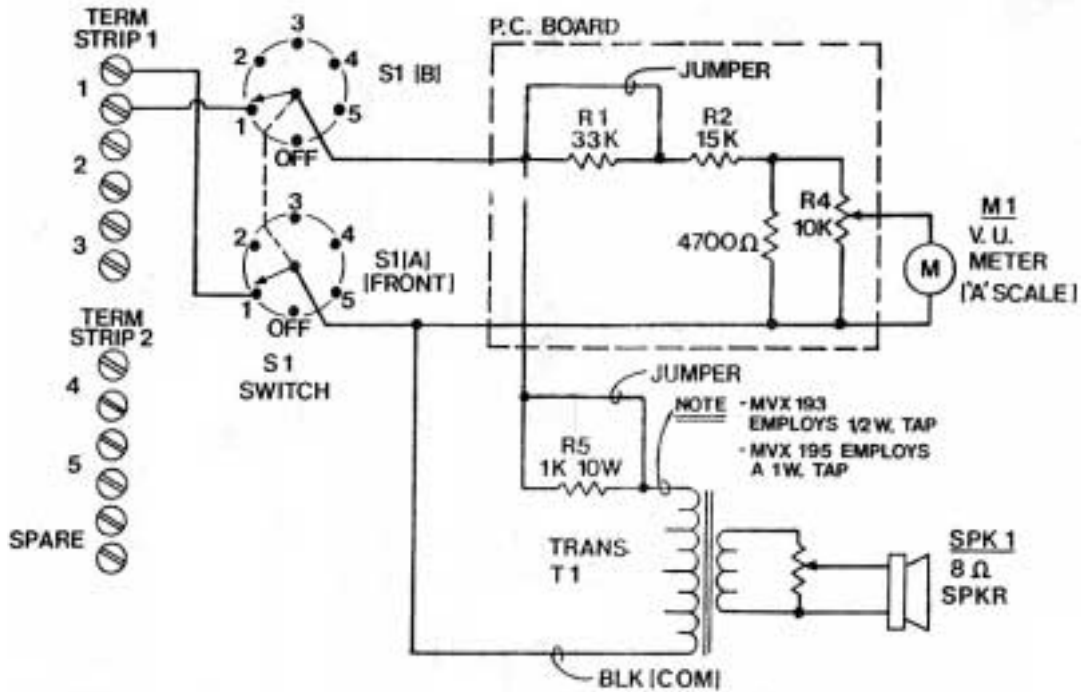 TERM
STRIP 1
1
2
3
TERM
STRIP 2
4
5
SPARE
3
2
4
1
5
OFF
S1 [B]
3
2
4
1
5
OFF
S1[A]
[FRONT]
S1
SWITCH
P.C. BOARD
JUMPER
R1
33K
R2
15K
4700Ω
R4
10K
M
M1
V.U.
METER
["A" SCALE]
JUMPER
NOTE - MVX 193
EMPLOYS 1/2 W. TAP
- MVX 195 EMPLOYS
A 1W. TAP
R5
1K 10W
TRANS.
T1
SPK 1
8Ω
SPKR
BLK [COM]